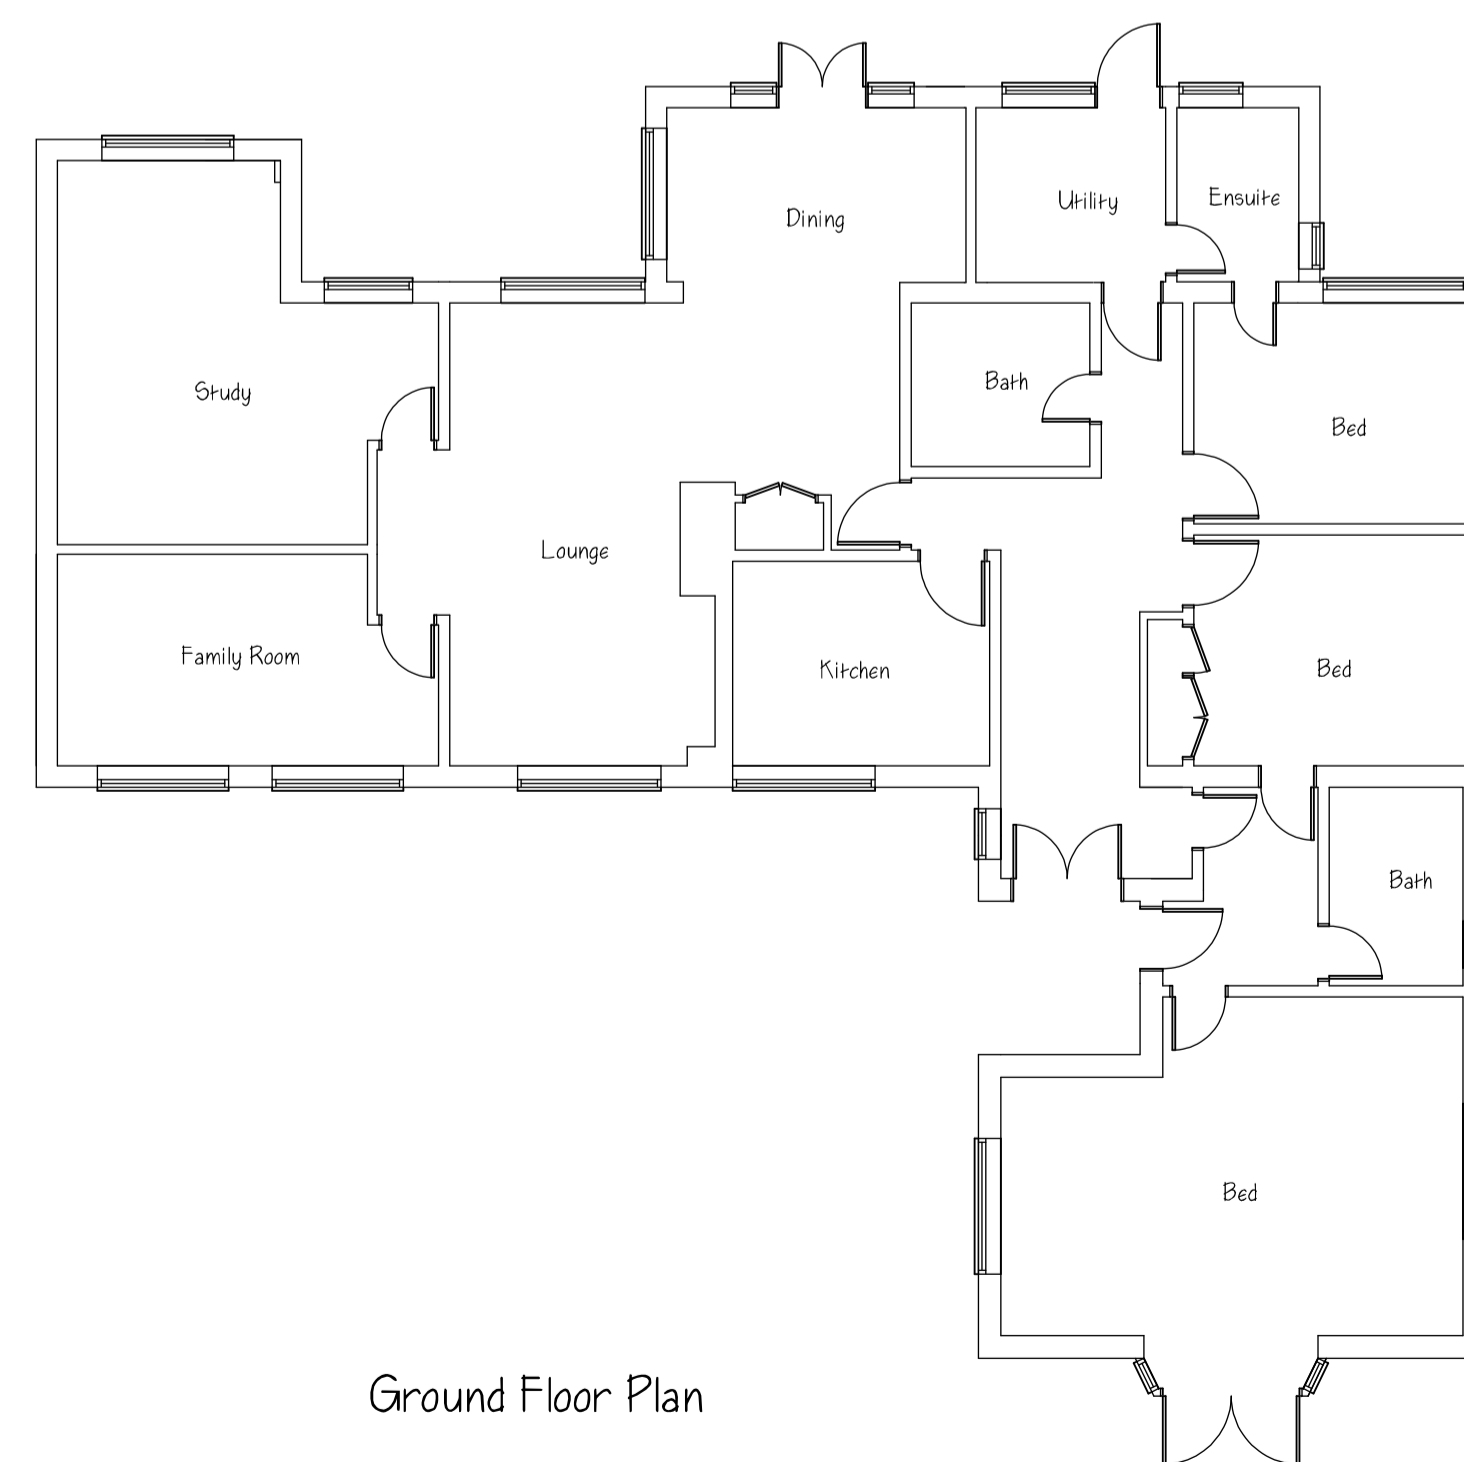 Utility
Ensuite
Dining
Bath
Study
Bed
Lounge
Family Room
Kitchen
Bed
Bath
Bed
Ground Floor Plan